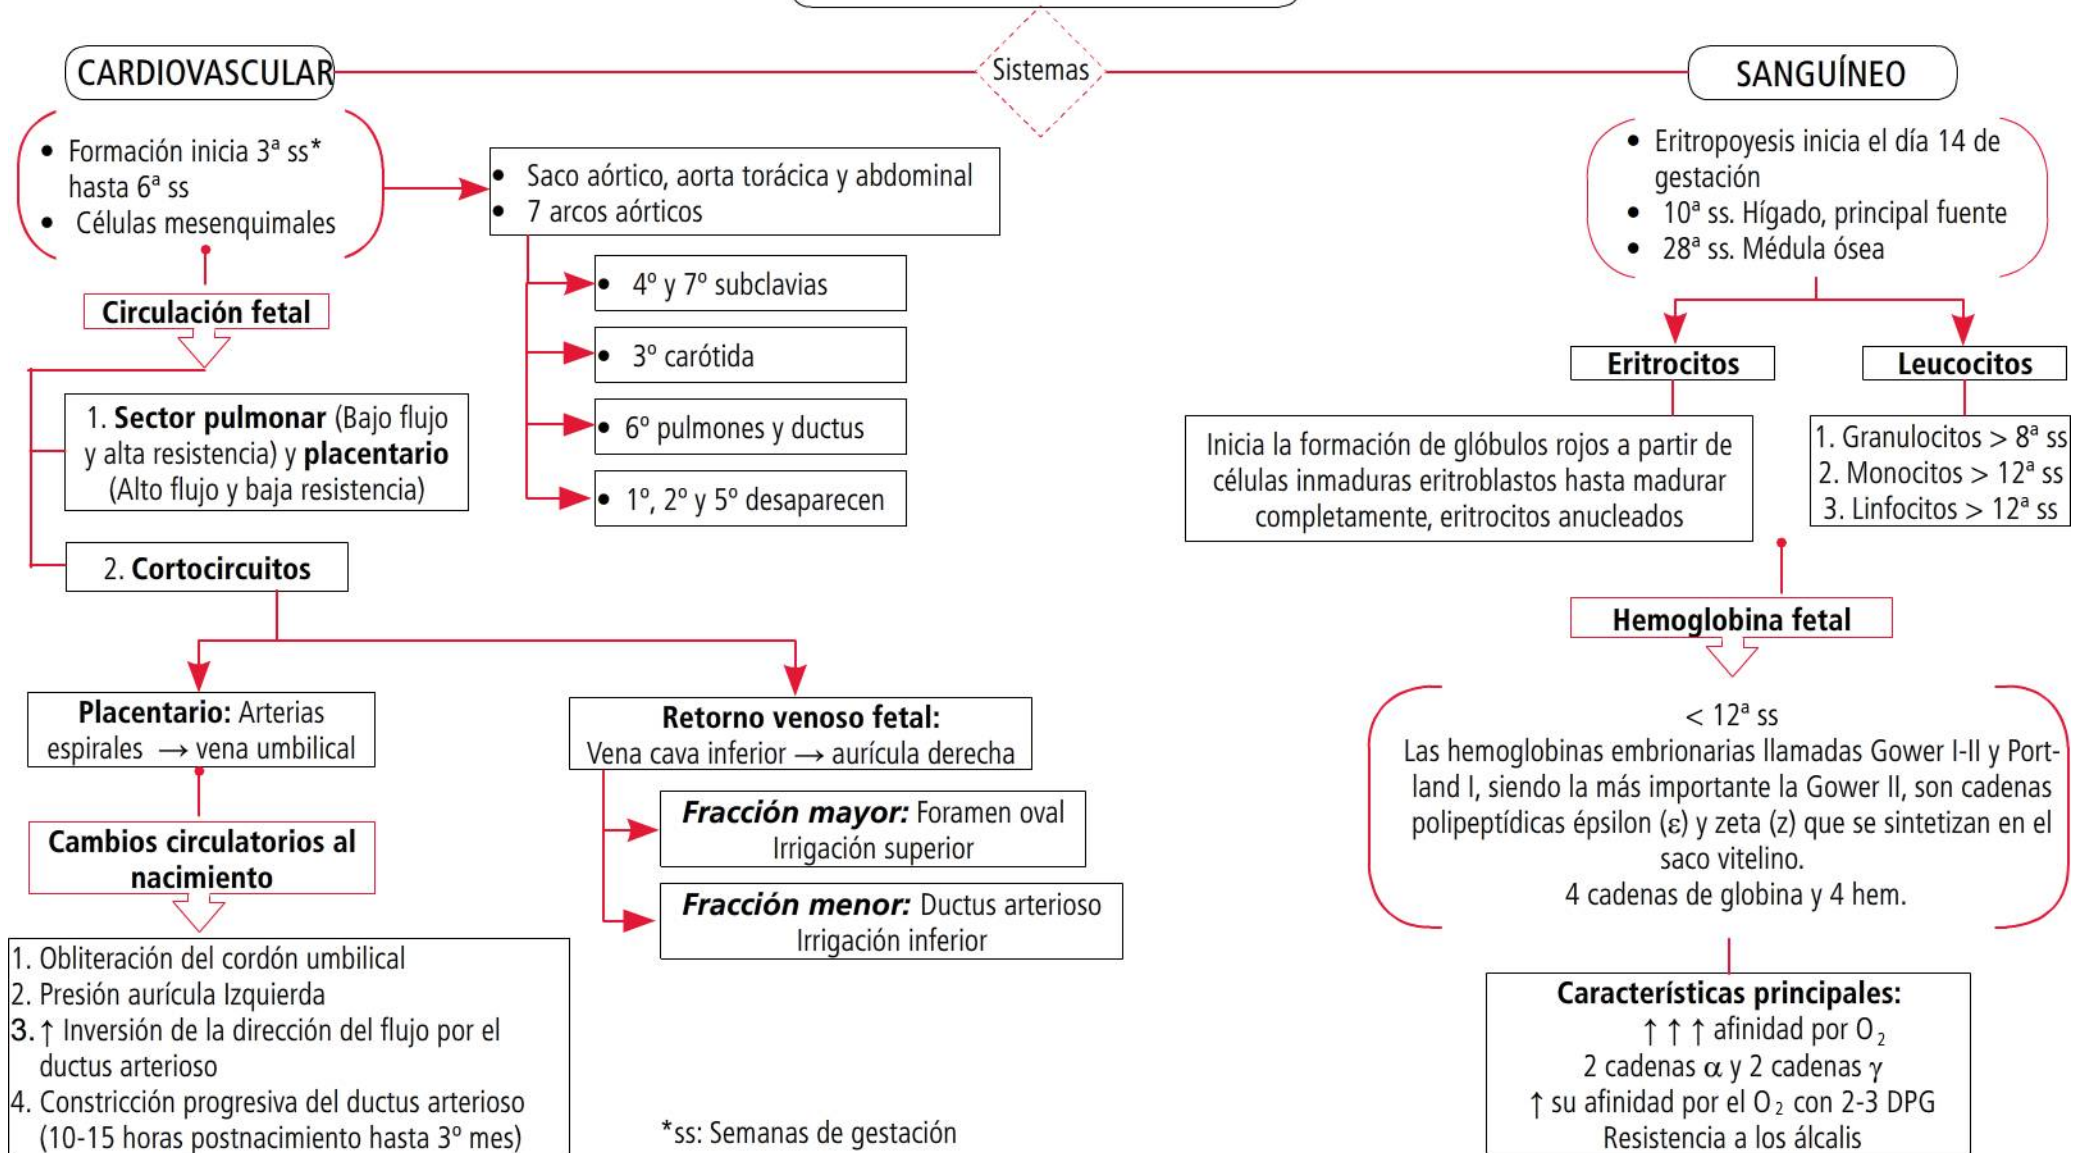 Sistemas
CARDIOVASCULAR
• Formación inicia 3ª ss*
hasta 6ª ss
• Células mesenquimales
• Saco aórtico, aorta torácica y abdominal
• 7 arcos aórticos
• 4º y 7º subclavias
• 3º carótida
• 6º pulmones y ductus
• 1º, 2º y 5º desaparecen
Circulación fetal
1. Sector pulmonar (Bajo flujo
y alta resistencia) y placentario
(Alto flujo y baja resistencia)
2. Cortocircuitos
Placentario: Arterias
espirales → vena umbilical
Cambios circulatorios al
nacimiento
1. Obliteración del cordón umbilical
2. Presión aurícula Izquierda
3. ↑ Inversión de la dirección del flujo por el
ductus arterioso
4. Constricción progresiva del ductus arterioso
(10-15 horas postnacimiento hasta 3º mes)
Retorno venoso fetal:
Vena cava inferior → aurícula derecha
Fracción mayor: Foramen oval
Irrigación superior
Fracción menor: Ductus arterioso
Irrigación inferior
*ss: Semanas de gestación
SANGUÍNEO
• Eritropoyesis inicia el día 14 de
gestación
• 10ª ss. Hígado, principal fuente
• 28ª ss. Médula ósea
Eritrocitos
Inicia la formación de glóbulos rojos a partir de
células inmaduras eritroblastos hasta madurar
completamente, eritrocitos anucleados
Leucocitos
1. Granulocitos > 8ª ss
2. Monocitos > 12ª ss
3. Linfocitos > 12ª ss
Hemoglobina fetal
< 12ª ss
Las hemoglobinas embrionarias llamadas Gower I-II y Port-
land I, siendo la más importante la Gower II, son cadenas
polipeptídicas épsilon (ε) y zeta (z) que se sintetizan en el
saco vitelino.
4 cadenas de globina y 4 hem.
Características principales:
↑ ↑ ↑ afinidad por O₂
2 cadenas α y 2 cadenas γ
↑ su afinidad por el O₂ con 2-3 DPG
Resistencia a los álcalis